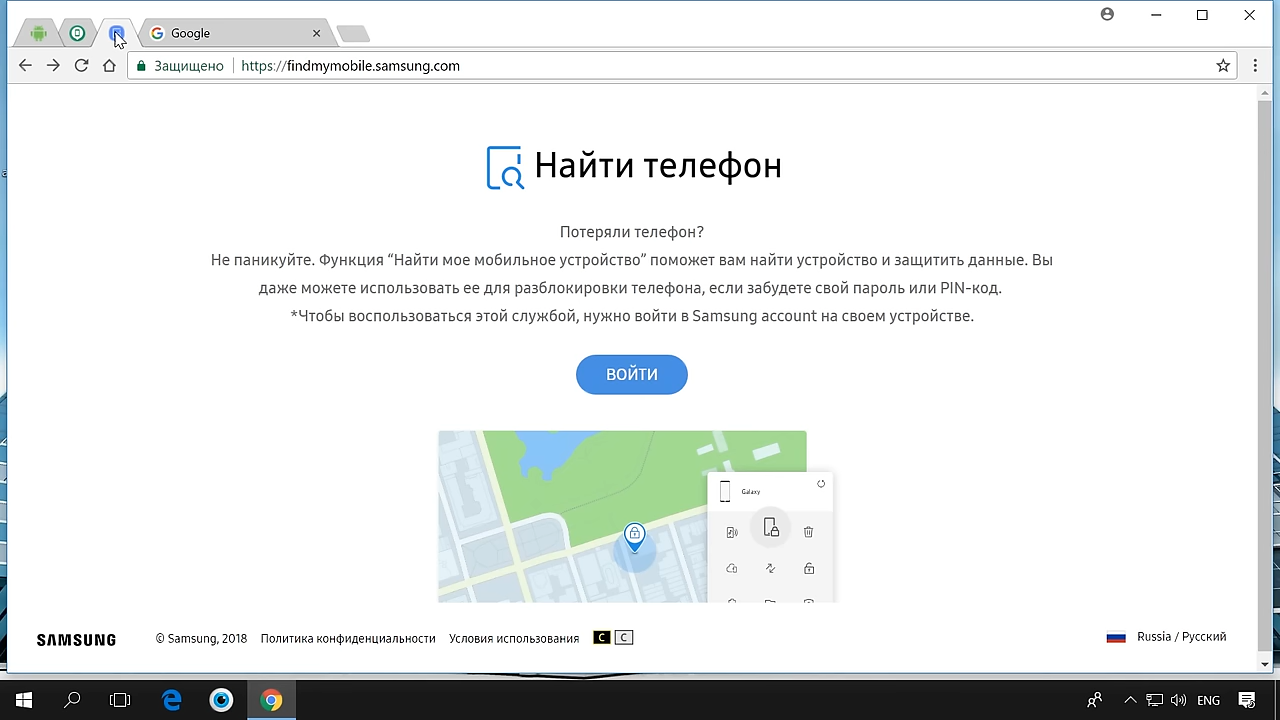 Google
Защищено
https://findmymobile.samsung.com
Найти телефон
Потеряли телефон?
Не паникуйте. Функция “Найти мое мобильное устройство” поможет вам найти устройство и защитить данные. Вы
даже можете использовать ее для разблокировки телефона, если забудете свой пароль или PIN-код.
*Чтобы воспользоваться этой службой, нужно войти в Samsung account на своем устройстве.
ВОЙТИ
Galaxy
SAMSUNG
© Samsung, 2018 Политика конфиденциальности Условия использования C C
Russia / Русский
ENG